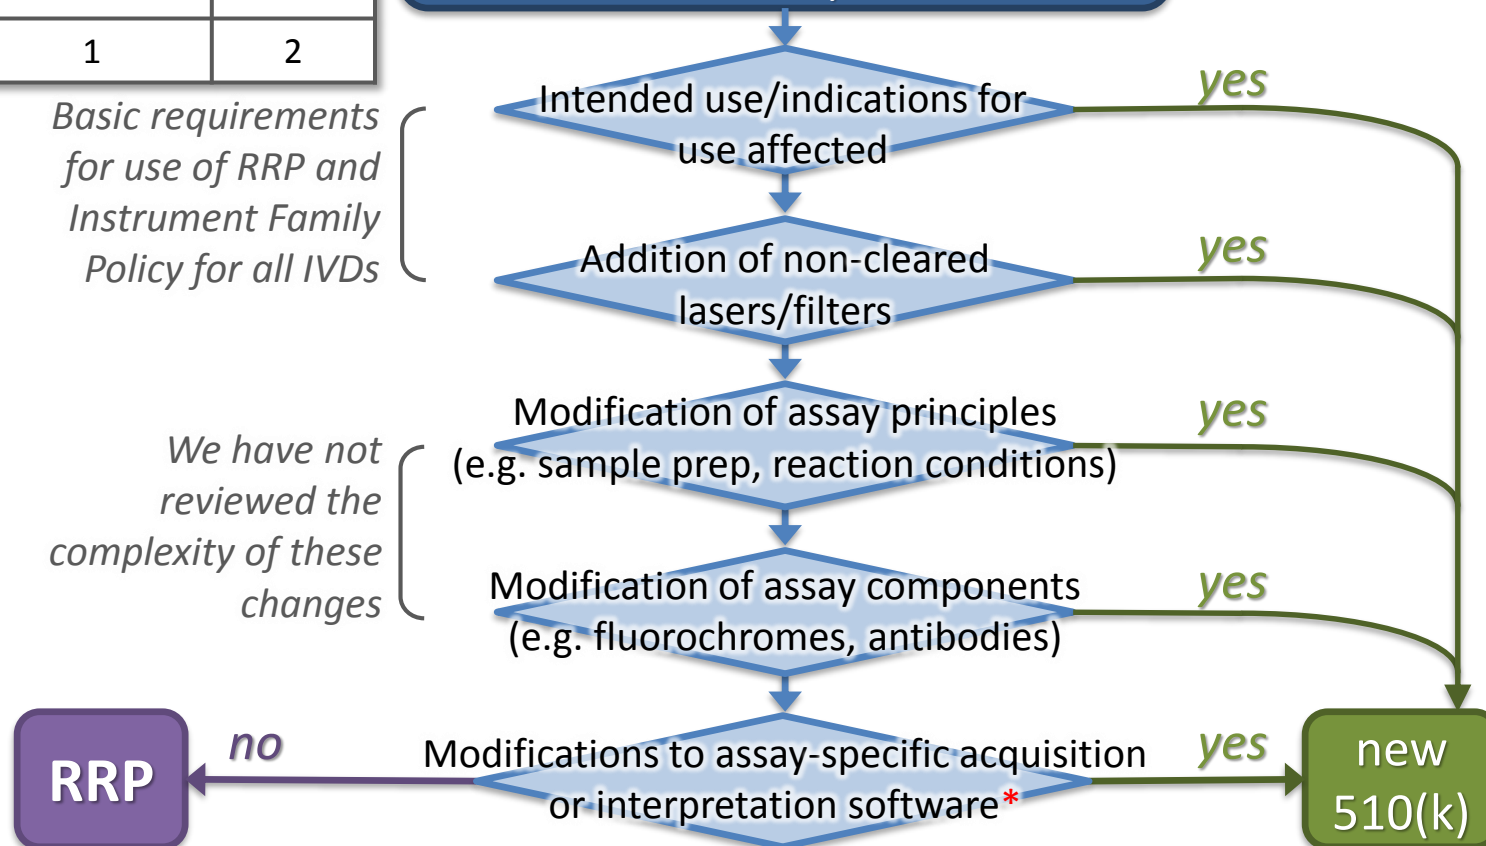 1 2
Intended use/indications for
use affected
yes
Basic requirements
for use of RRP and
Instrument Family
Policy for all IVDs
Addition of non-cleared
lasers/filters
yes
Modification of assay principles
(e.g. sample prep, reaction conditions)
yes
We have not
reviewed the
complexity of these
changes
Modification of assay components
(e.g. fluorochromes, antibodies)
yes
RRP
no
Modifications to assay-specific acquisition
or interpretation software*
yes
new
510(k)